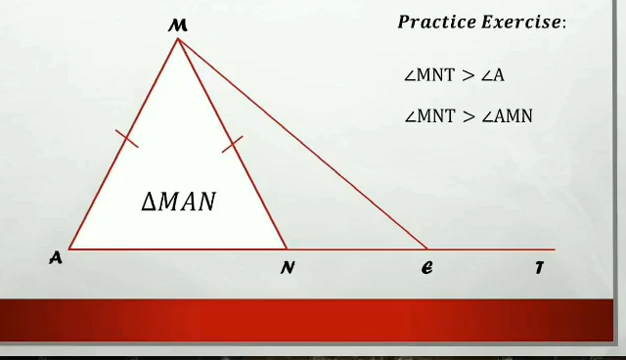 M
Practice Exercise:
∠MNT > ∠A
∠MNT > ∠AMN
ΔMAN
A N E T